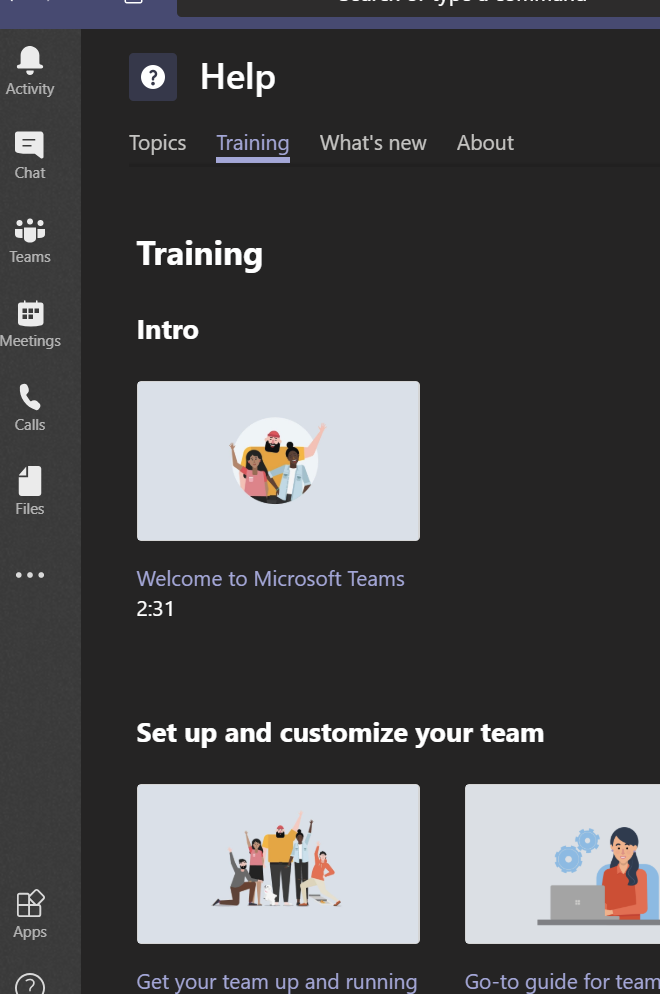 Search or type a command
Help
Topics Training What's new About
Activity
Chat
Teams
Meetings
Calls
Files
Apps
Training
Intro
Welcome to Microsoft Teams
2:31
Set up and customize your team
Get your team up and running
Go-to guide for team